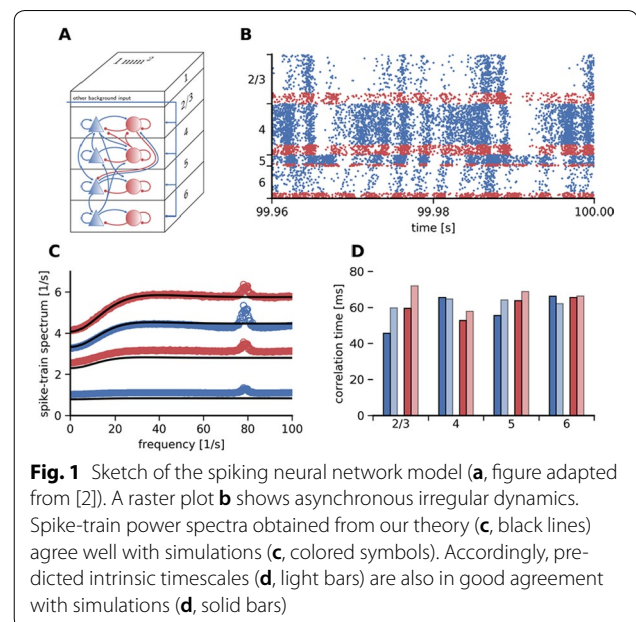 A
1 mm²
other background input
1
2/3
4
5
6
B
2/3
4
5
6
99.96
99.98
100.00
time [s]
C
spike-train spectrum [1/s]
6
4
2
0
0
20
40
60
80
100
frequency [1/s]
D
correlation time [ms]
80
60
40
20
0
2/3
4
5
6
Fig. 1 Sketch of the spiking neural network model (a, figure adapted
from [2]). A raster plot b shows asynchronous irregular dynamics.
Spike-train power spectra obtained from our theory (c, black lines)
agree well with simulations (c, colored symbols). Accordingly, pre-
dicted intrinsic timescales (d, light bars) are also in good agreement
with simulations (d, solid bars)